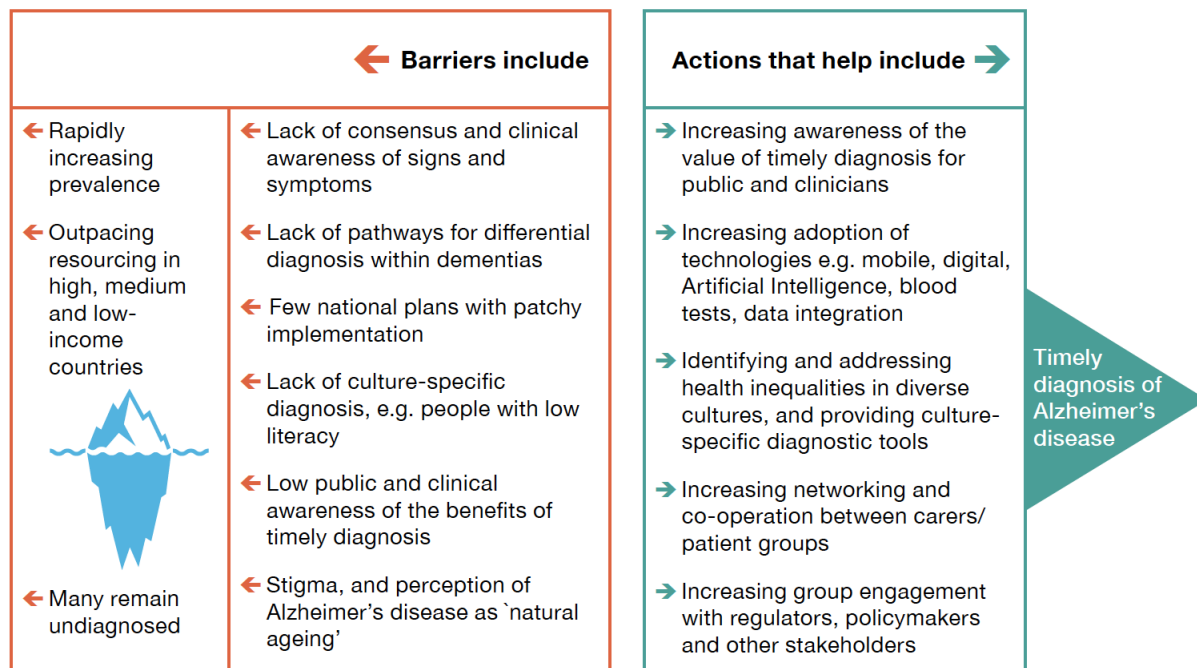 Barriers include
Rapidly
increasing
prevalence
Outpacing
resourcing in
high, medium
and low-
income
countries
Many remain
undiagnosed
Lack of consensus and clinical
awareness of signs and
symptoms
Lack of pathways for differential
diagnosis within dementias
Few national plans with patchy
implementation
Lack of culture-specific
diagnosis, e.g. people with low
literacy
Low public and clinical
awareness of the benefits of
timely diagnosis
Stigma, and perception of
Alzheimer’s disease as `natural
ageing’
Actions that help include
Increasing awareness of the
value of timely diagnosis for
public and clinicians
Increasing adoption of
technologies e.g. mobile, digital,
Artificial Intelligence, blood
tests, data integration
Identifying and addressing
health inequalities in diverse
cultures, and providing culture-
specific diagnostic tools
Increasing networking and
co-operation between carers/
patient groups
Increasing group engagement
with regulators, policymakers
and other stakeholders
Timely
diagnosis of
Alzheimer’s
disease